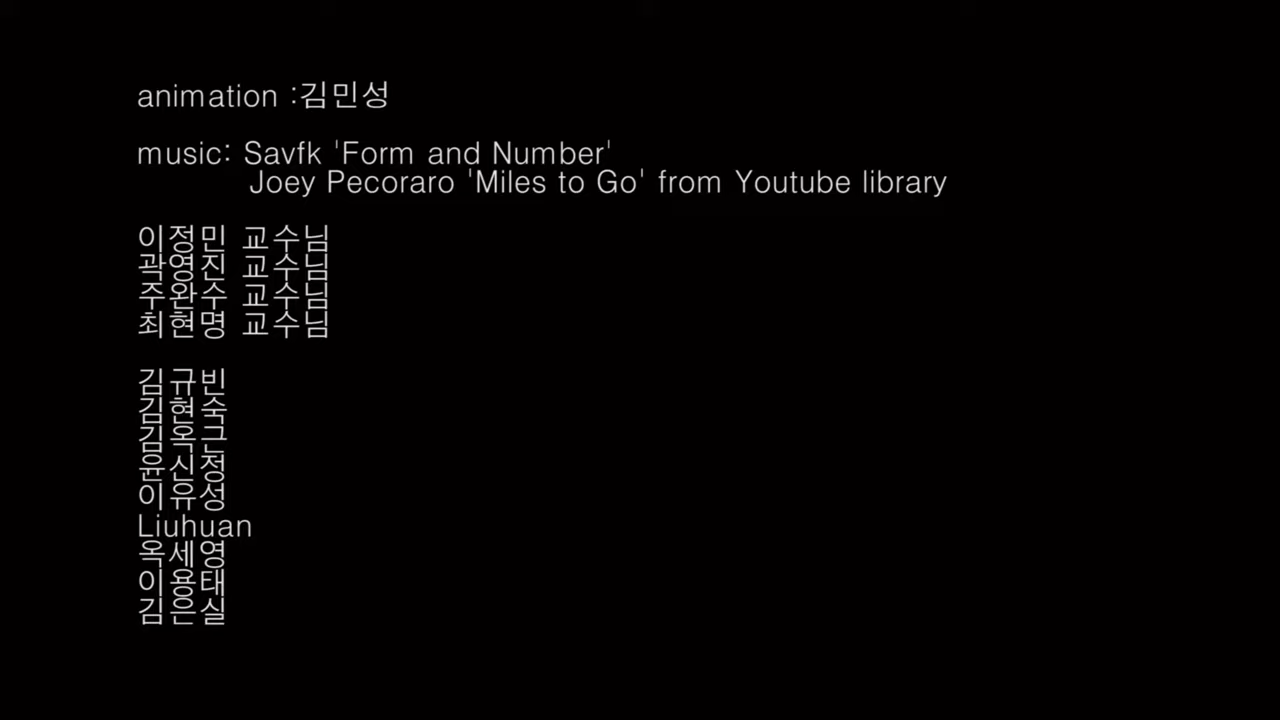 animation :김민성
music: Savfk 'Form and Number'
Joey Pecoraro 'Miles to Go' from Youtube library
이정민 교수님
곽영진 교수님
주완수 교수님
최현명 교수님
김규빈
김현숙
김옥근
윤신정
이유성
Liuhuan
옥세영
이용태
김은실